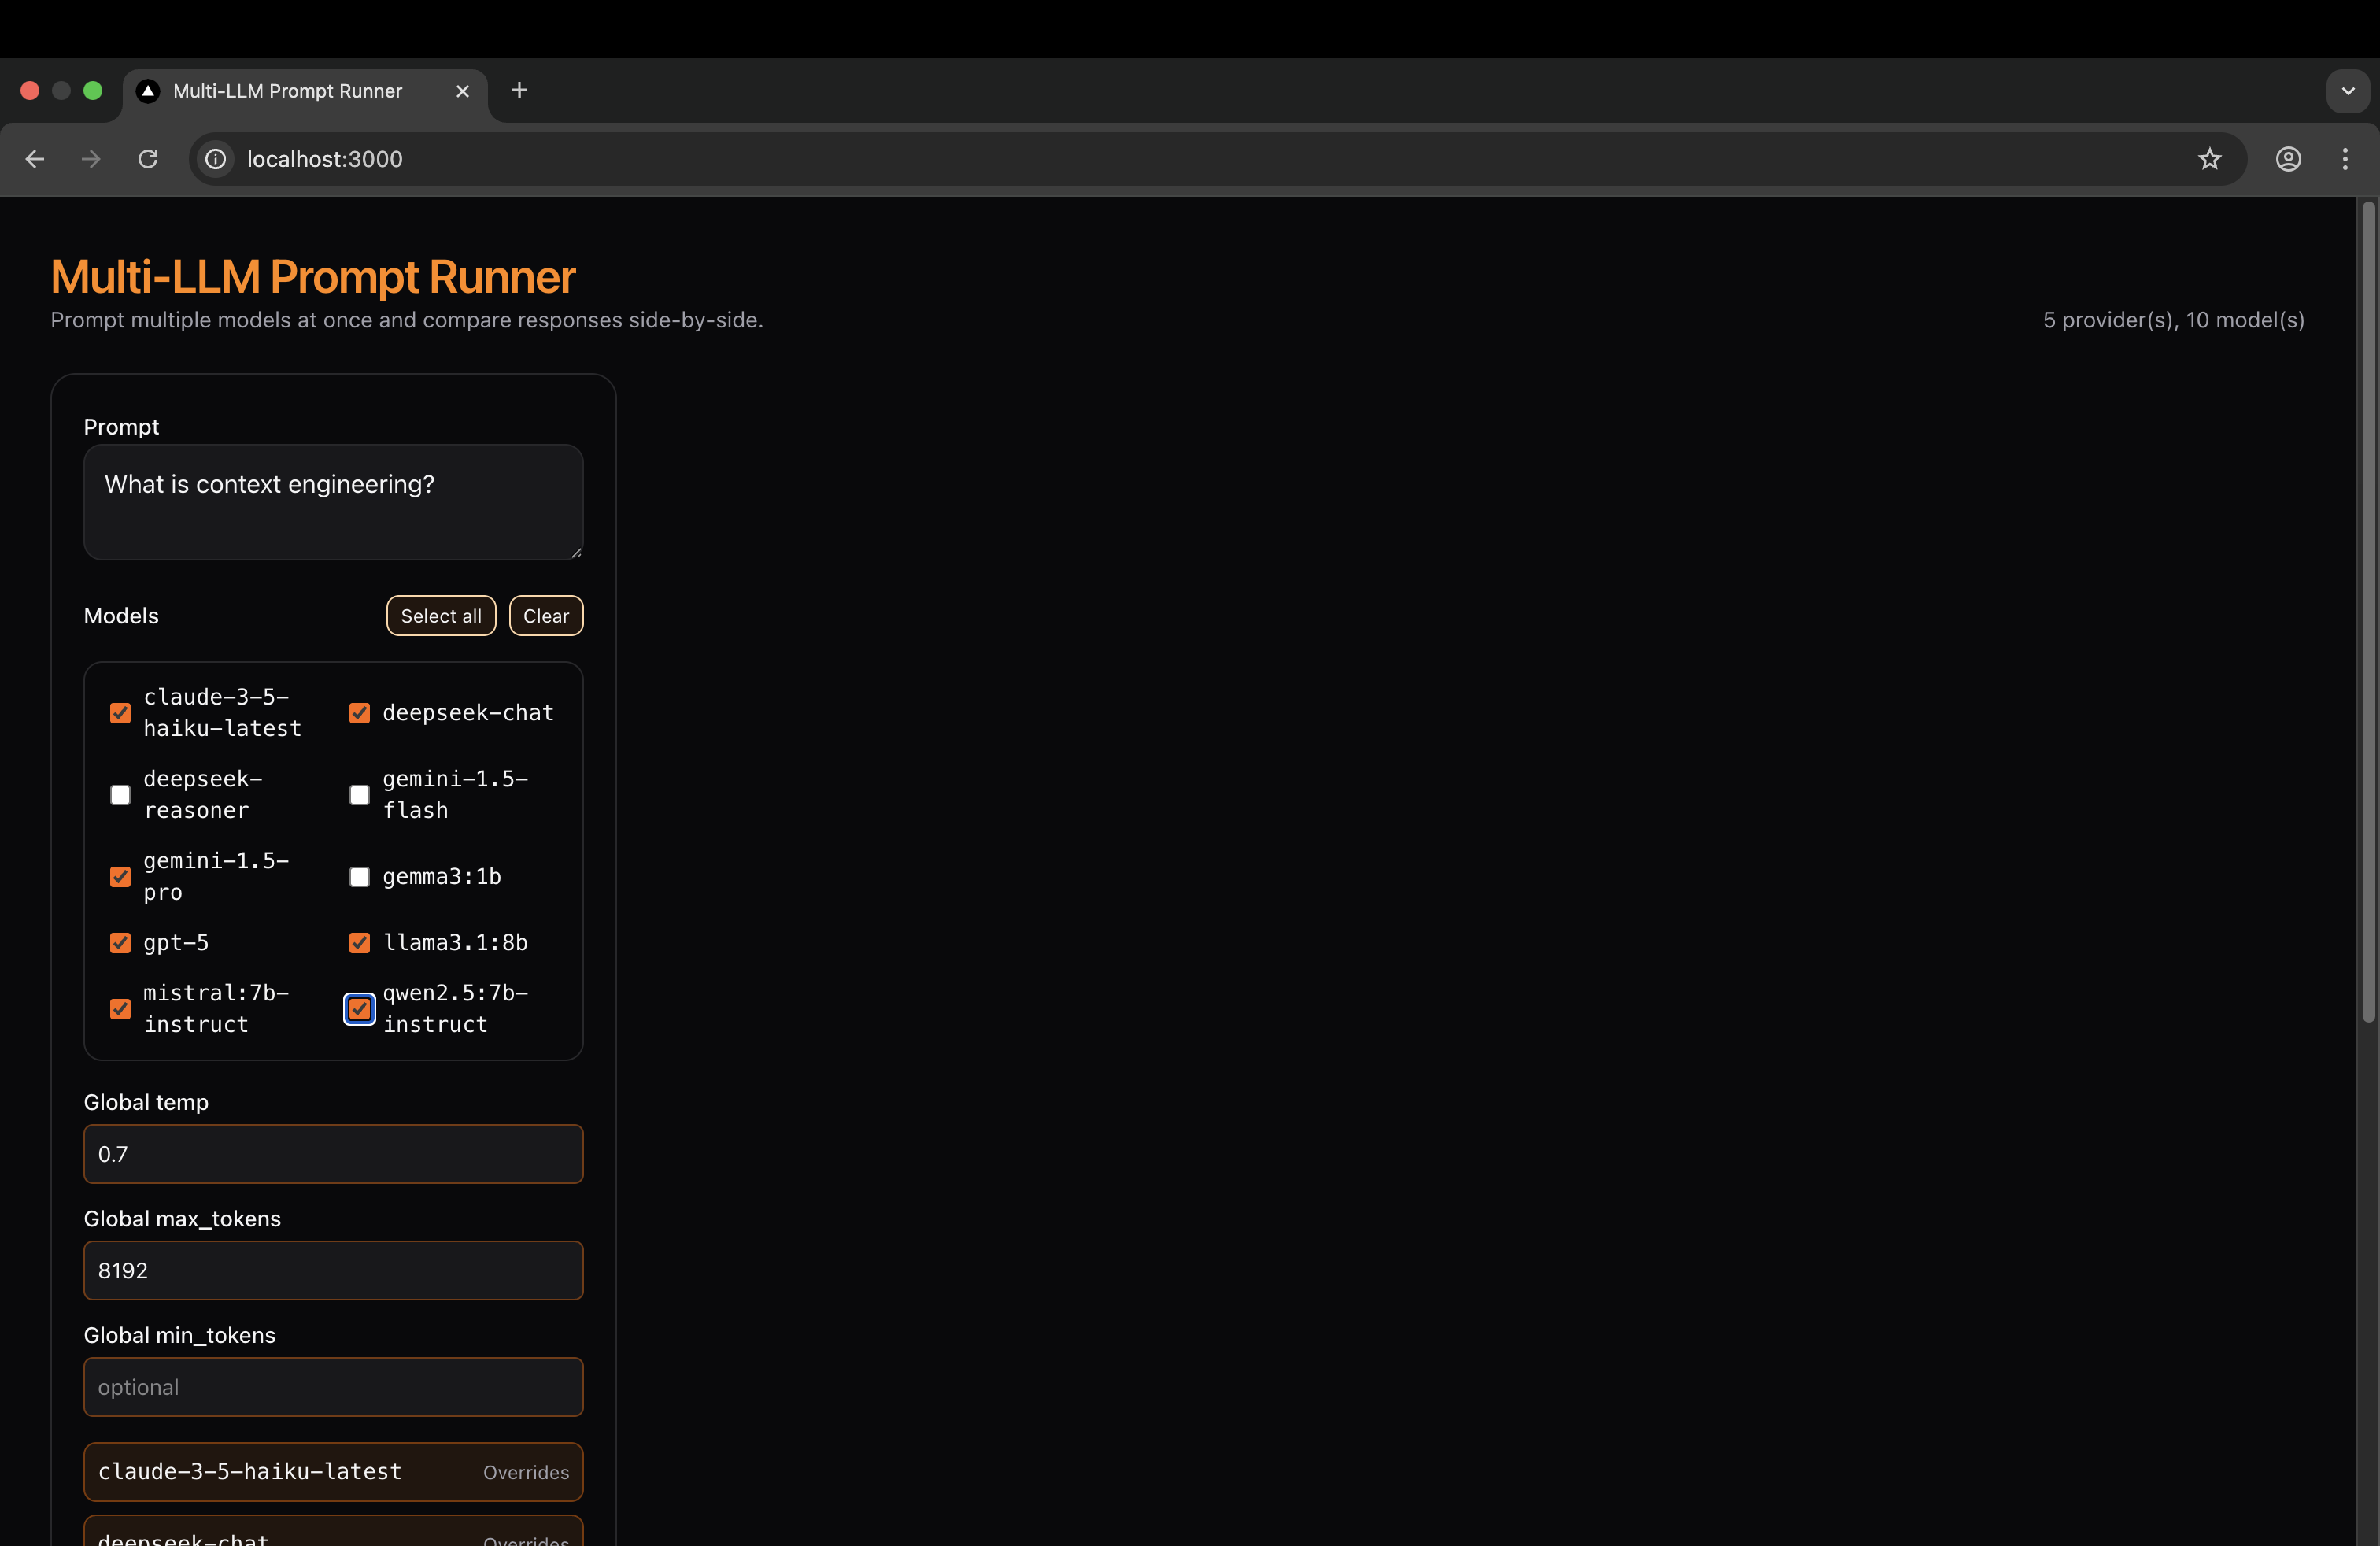 Multi-LLM Prompt Runner
localhost:3000
Multi-LLM Prompt Runner
Prompt multiple models at once and compare responses side-by-side.
5 provider(s), 10 model(s)
Prompt
What is context engineering?
Models
Select all
Clear
claude-3-5-
haiku-latest
deepseek-chat
deepseek-
reasoner
gemini-1.5-
flash
gemini-1.5-
pro
gemma3:1b
gpt-5
llama3.1:8b
mistral:7b-
instruct
qwen2.5:7b-
instruct
Global temp
0.7
Global max_tokens
8192
Global min_tokens
optional
claude-3-5-haiku-latest
Overrides
deepseek-chat
Overrides